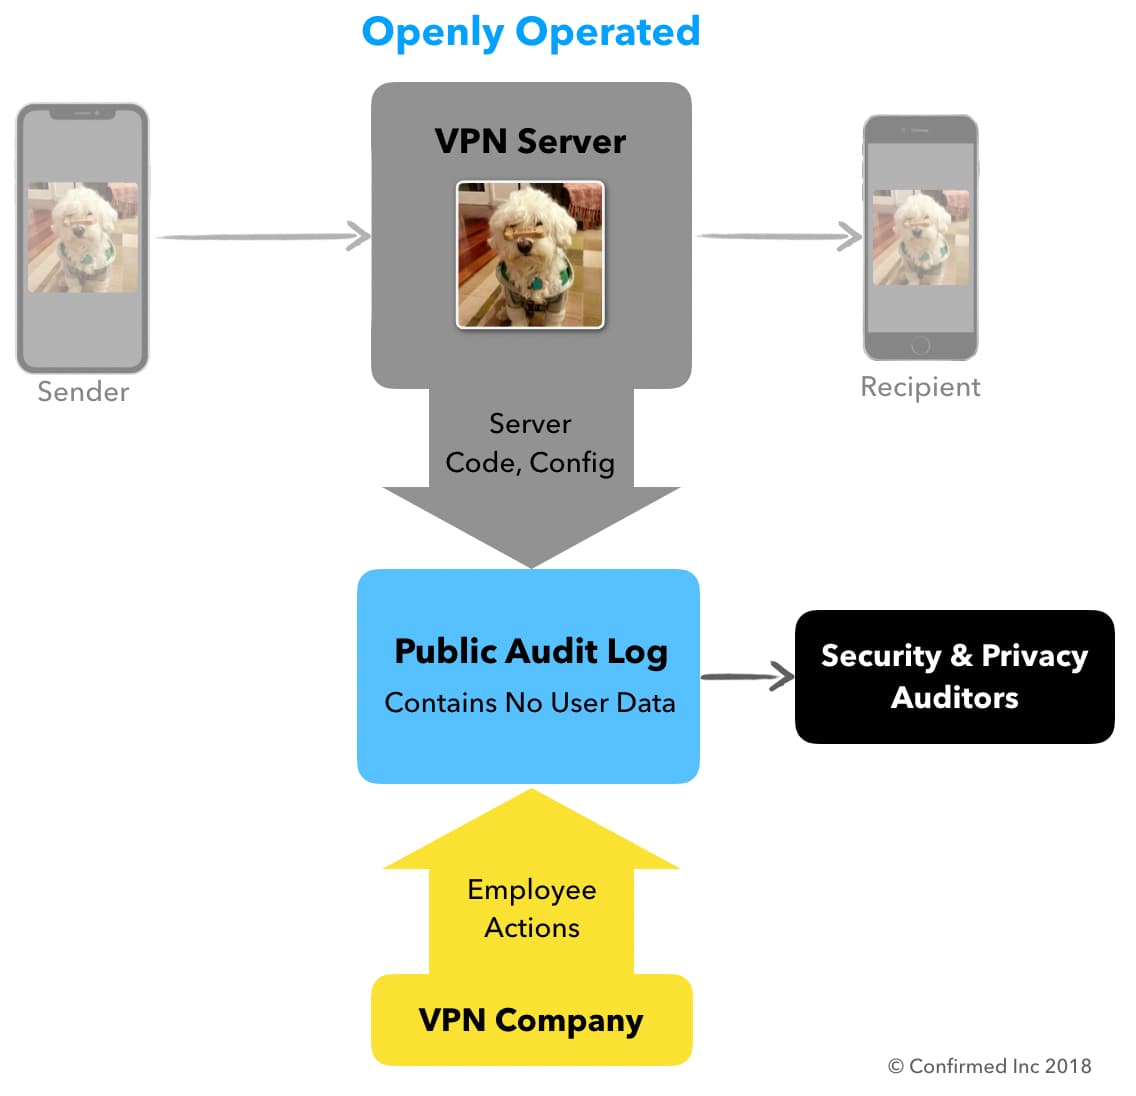 Openly Operated
VPN Server
Sender
Recipient
Server
Code, Config
Public Audit Log
Contains No User Data
Security & Privacy
Auditors
Employee
Actions
VPN Company
© Confirmed Inc 2018